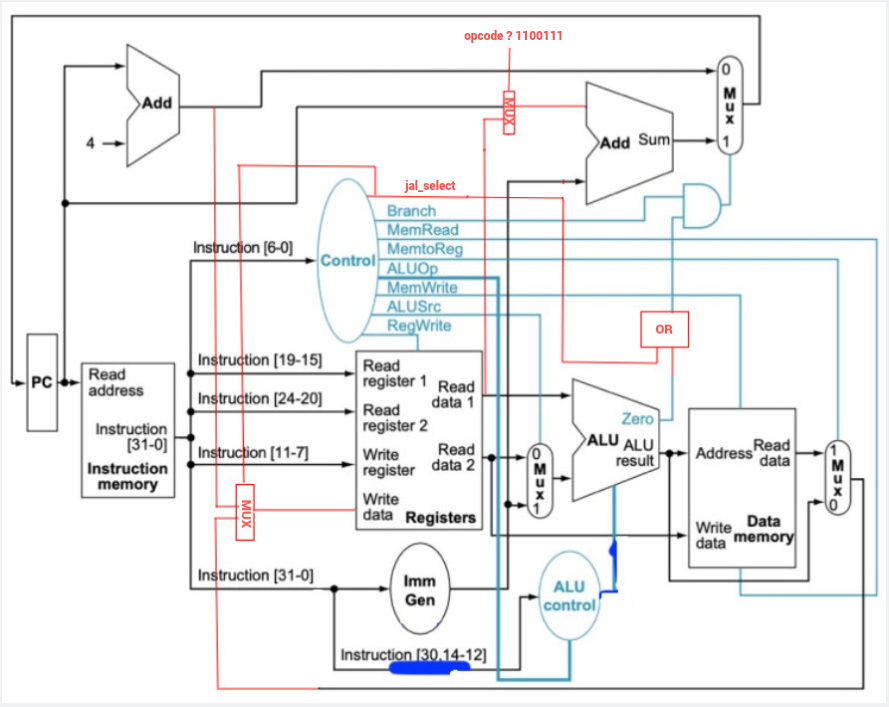 opcode ? 1100111
Add
4
MUX
Add Sum
0
Mux
1
jal_select
Branch
MemRead
MemtoReg
ALUOp
MemWrite
ALUSrc
RegWrite
Control
Instruction [6-0]
OR
PC
Read
address
Instruction
[31-0]
Instruction
memory
Instruction [19-15]
Instruction [24-20]
Instruction [11-7]
Read
register 1
Read
data 1
Read
register 2
Write
register
Read
data 2
Write
data
Registers
MUX
0
Mux
1
Zero
ALU
ALU
result
Address
Read
data
Write
data
Data
memory
1
Mux
0
Instruction [31-0]
Imm
Gen
ALU
control
Instruction [30,14-12]